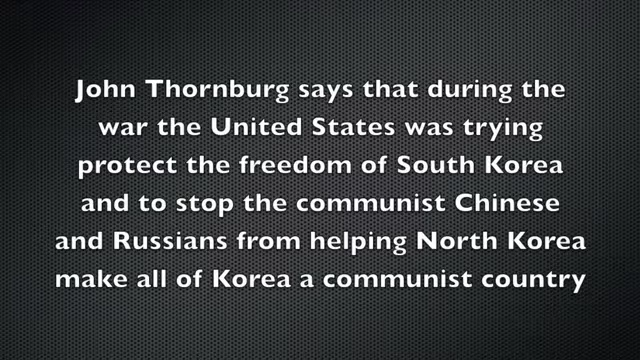 John Thornburg says that during the
war the United States was trying
protect the freedom of South Korea
and to stop the communist Chinese
and Russians from helping North Korea
make all of Korea a communist country